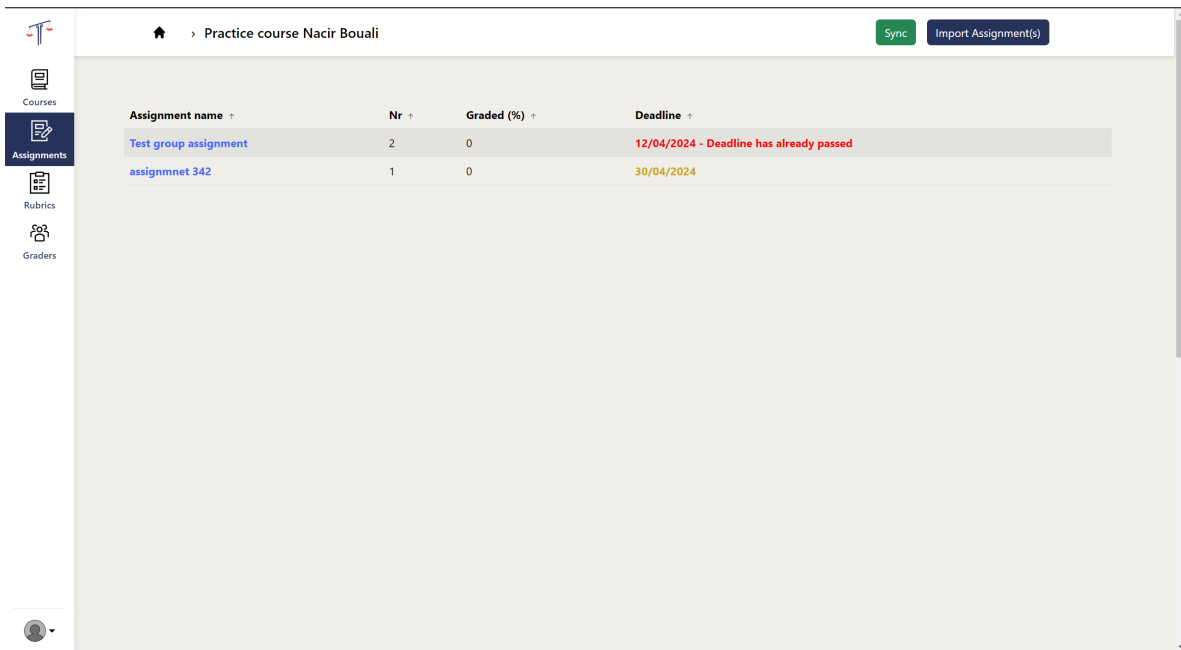 › Practice course Nacir Bouali
Sync
Import Assignment(s)
Courses
Assignments
Rubrics
Graders
Assignment name ↑ Nr ↑ Graded (%) ↑ Deadline ↑
Test group assignment 2 0 12/04/2024 - Deadline has already passed
assignmnet 342 1 0 30/04/2024